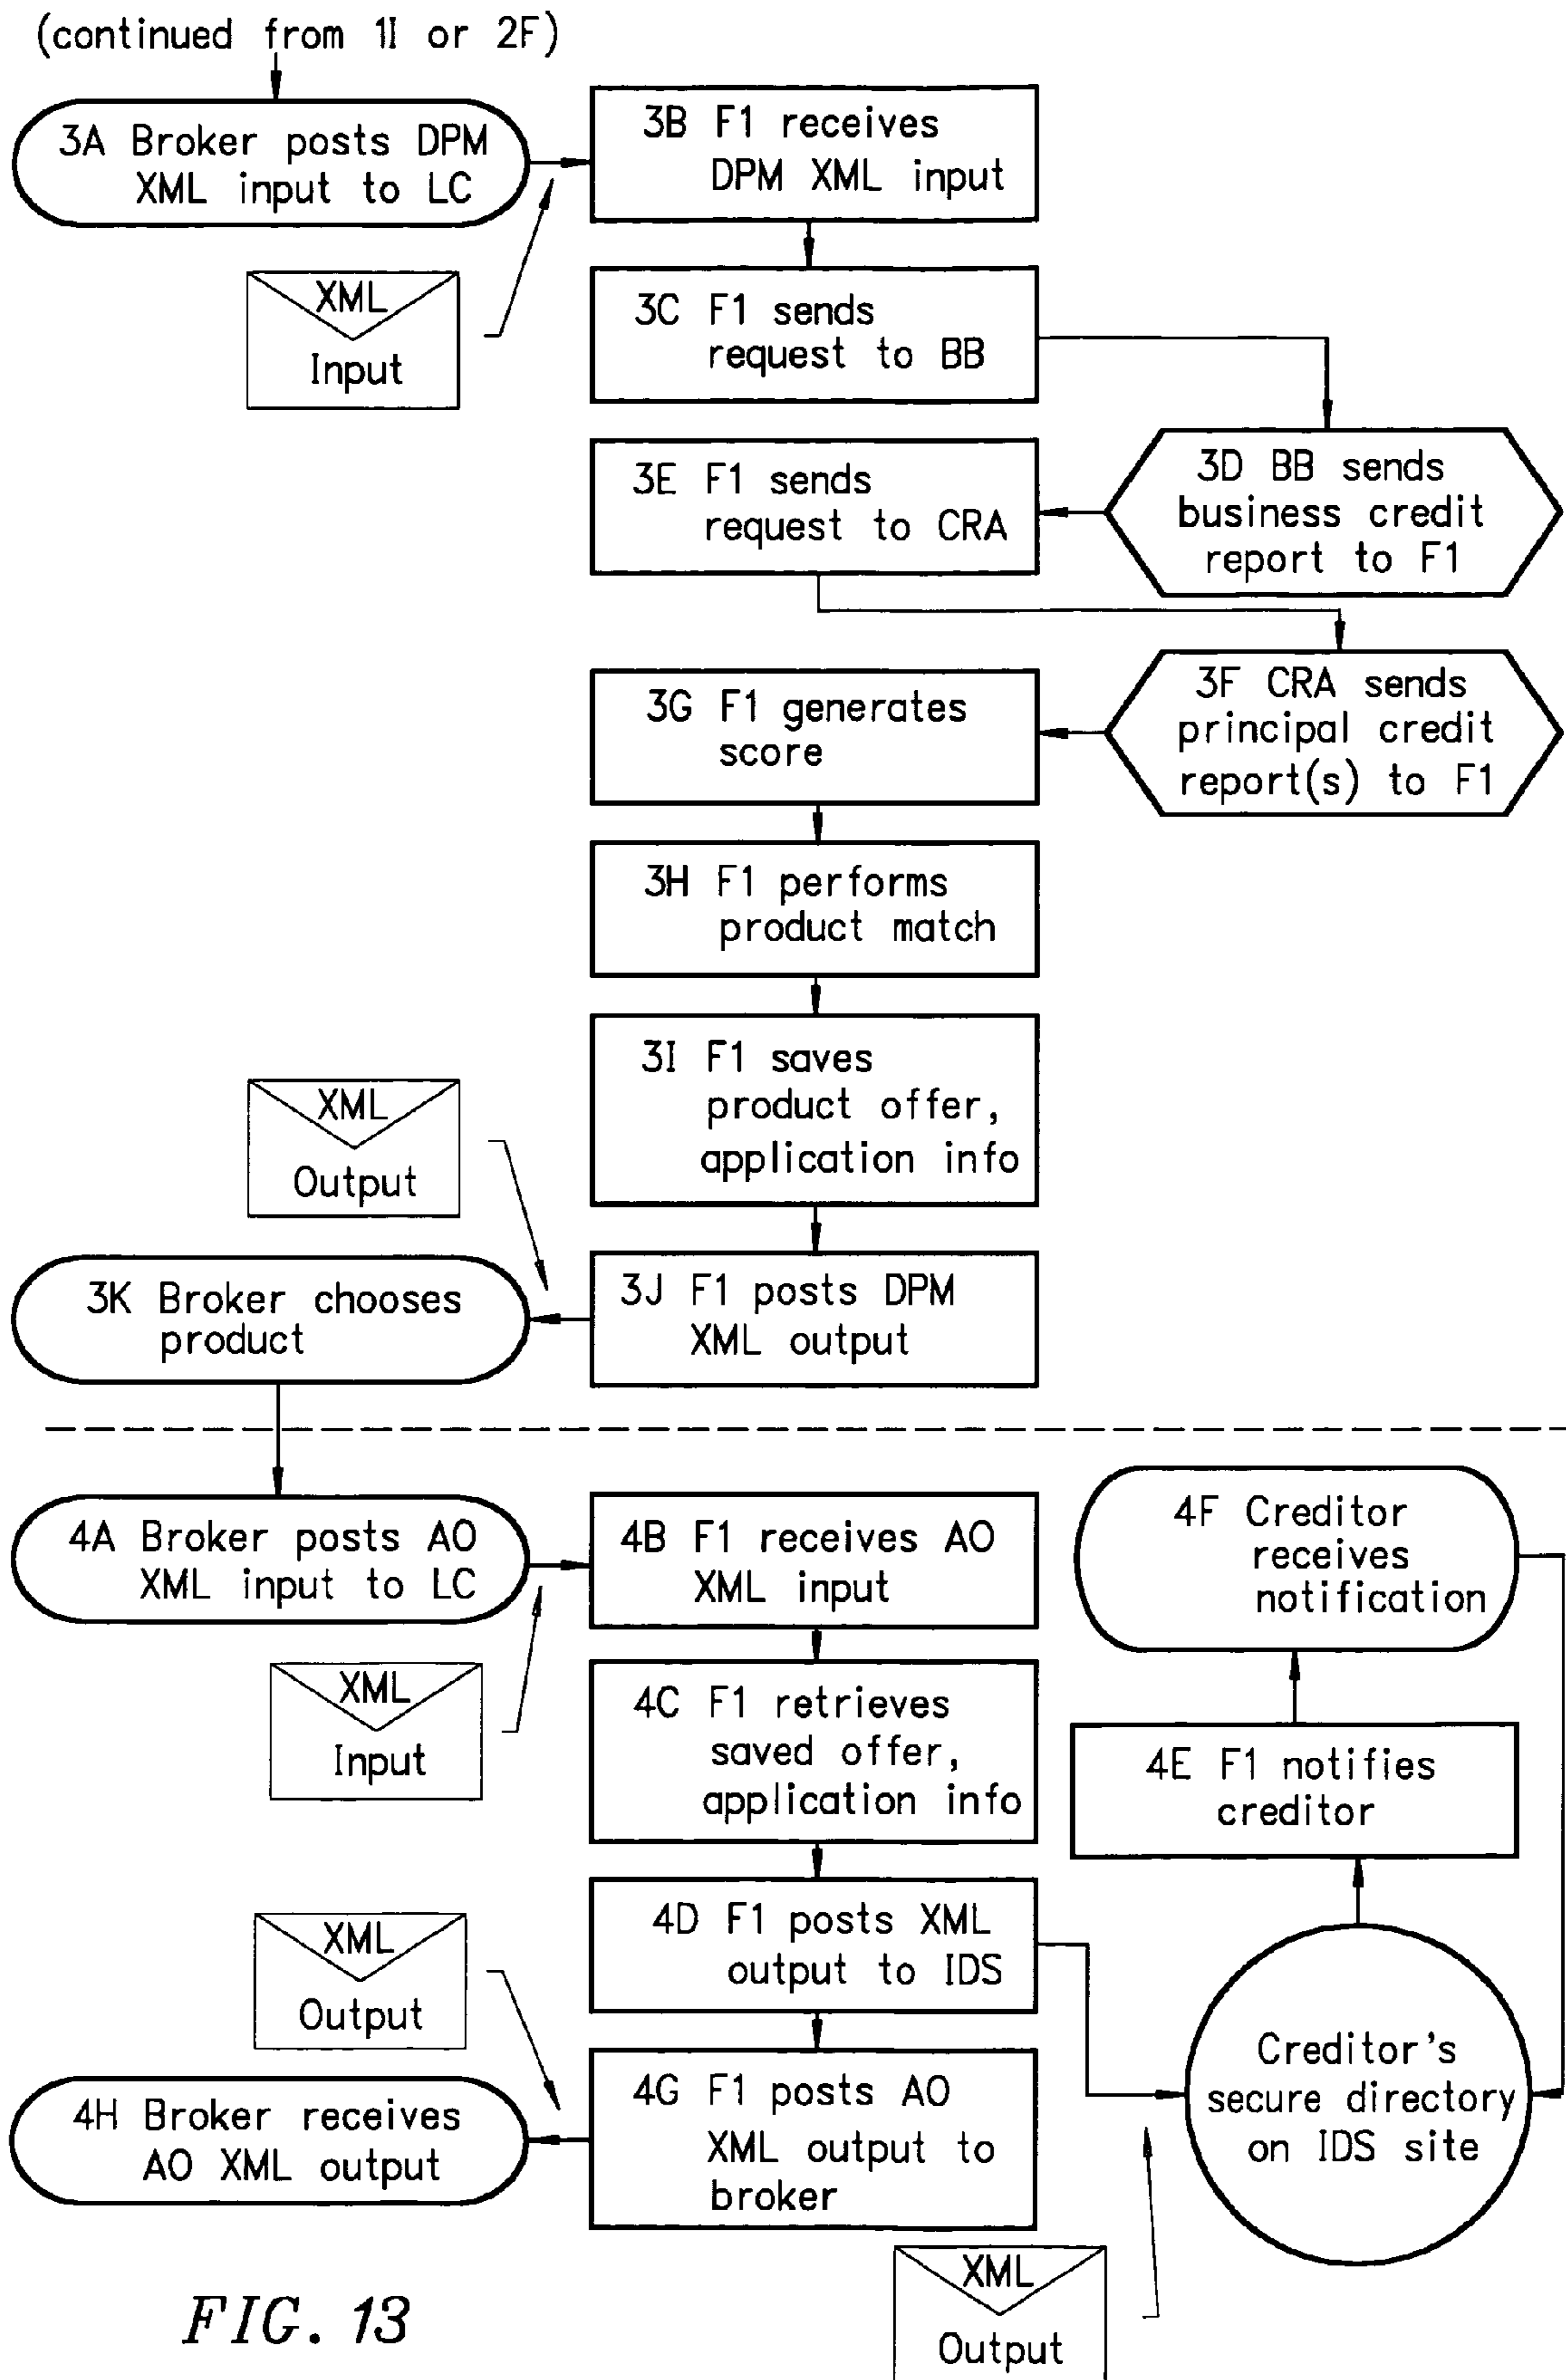 (continued from 1I or 2F)
3A Broker posts DPM
XML input to LC
3B F1 receives
DPM XML input
XML
Input
3C F1 sends
request to BB
3D BB sends
business credit
report to F1
3E F1 sends
request to CRA
3F CRA sends
principal credit
report(s) to F1
3G F1 generates
score
3H F1 performs
product match
3I F1 saves
product offer,
application info
XML
Output
3J F1 posts DPM
XML output
3K Broker chooses
product
4A Broker posts AO
XML input to LC
4B F1 receives AO
XML input
XML
Input
4C F1 retrieves
saved offer,
application info
4D F1 posts XML
output to IDS
4F Creditor
receives
notification
4E F1 notifies
creditor
Creditor's
secure directory
on IDS site
XML
Output
4G F1 posts AO
XML output to
broker
4H Broker receives
AO XML output
XML
Output
FIG. 13